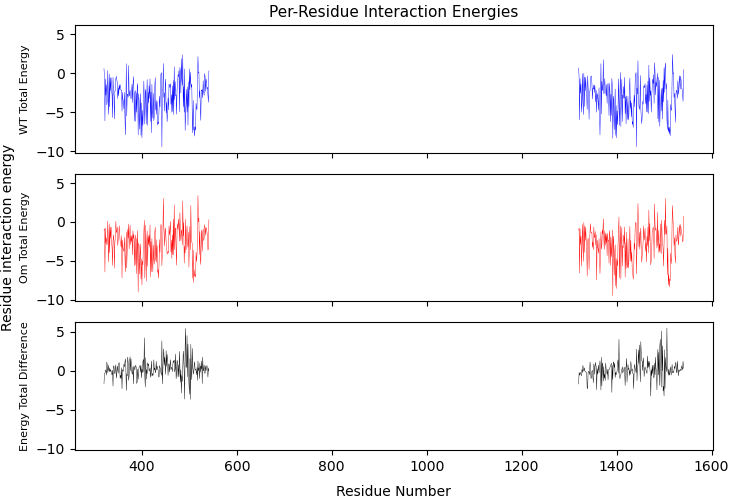 Per-Residue Interaction Energies
Residue interaction energy
WT Total Energy
5
0
−5
−10
Om Total Energy
5
0
−5
−10
Energy Total Difference
5
0
−5
−10
400 600 800 1000 1200 1400 1600
Residue Number